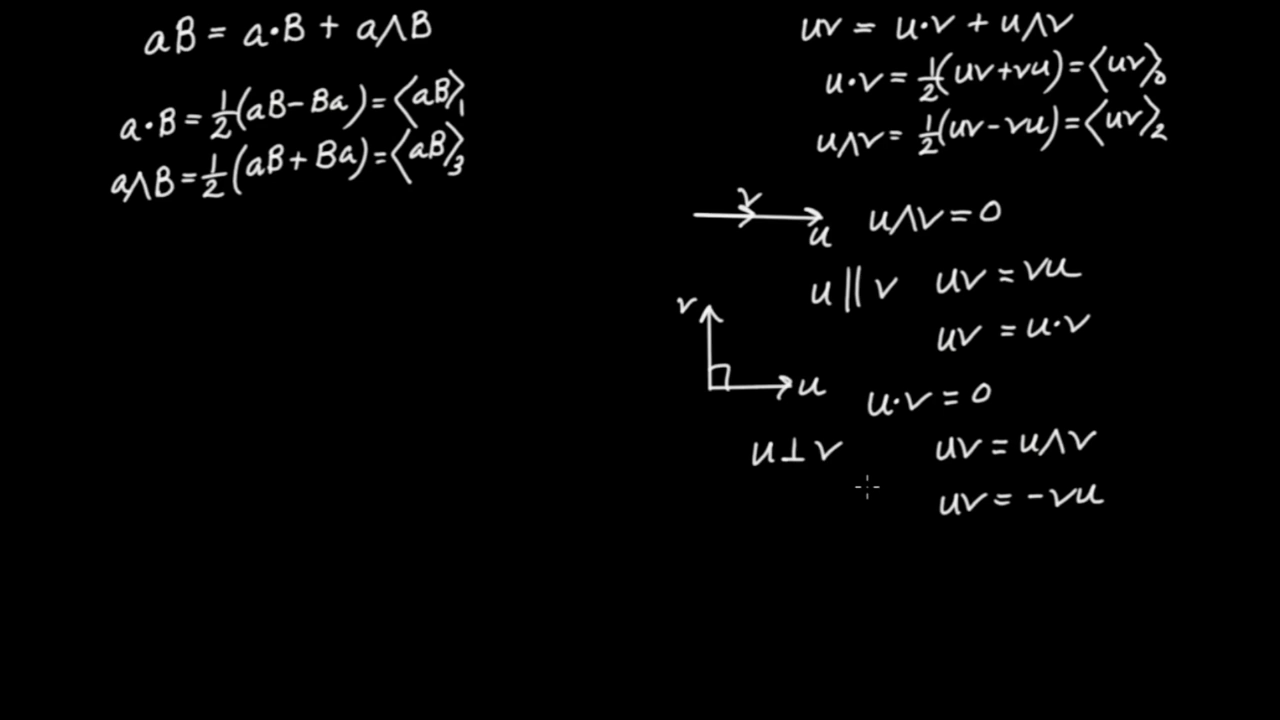 aB = a·B + a∧B
a·B = ½(aB − Ba) = ⟨aB⟩₁
a∧B = ½(aB + Ba) = ⟨aB⟩₃
uv = u·v + u∧v
u·v = ½(uv + vu) = ⟨uv⟩₀
u∧v = ½(uv − vu) = ⟨uv⟩₂
v
u
u∧v = 0
u ∥ v
uv = vu
uv = u·v
v
u
u·v = 0
u ⊥ v
uv = u∧v
uv = −vu